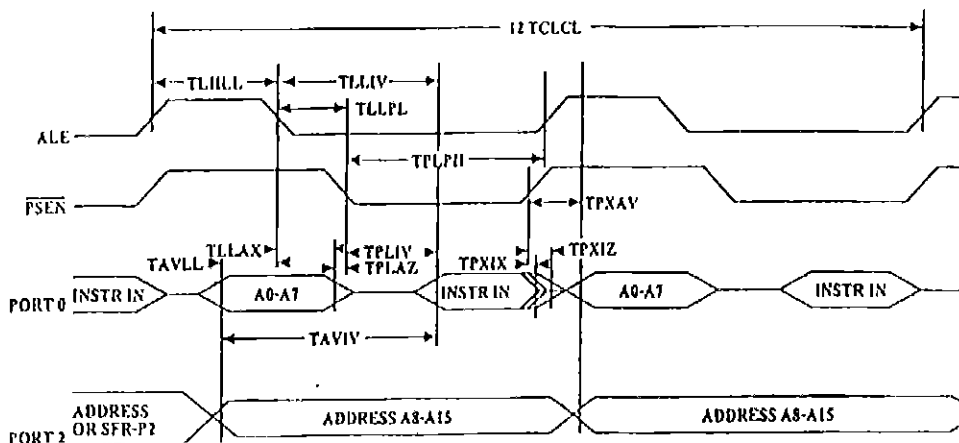 12 TCLCL
TLHLL
TLLIV
TLLPL
ALE
TPLPH
PSEN
TPXAV
TLLAX
TPLIV
TPXIZ
TAVLL
TPLAZ
TPXIX
PORT 0
INSTR IN
A0-A7
INSTR IN
A0-A7
INSTR IN
TAVIV
PORT 2
ADDRESS
OR SFR-P2
ADDRESS A8-A15
ADDRESS A8-A15